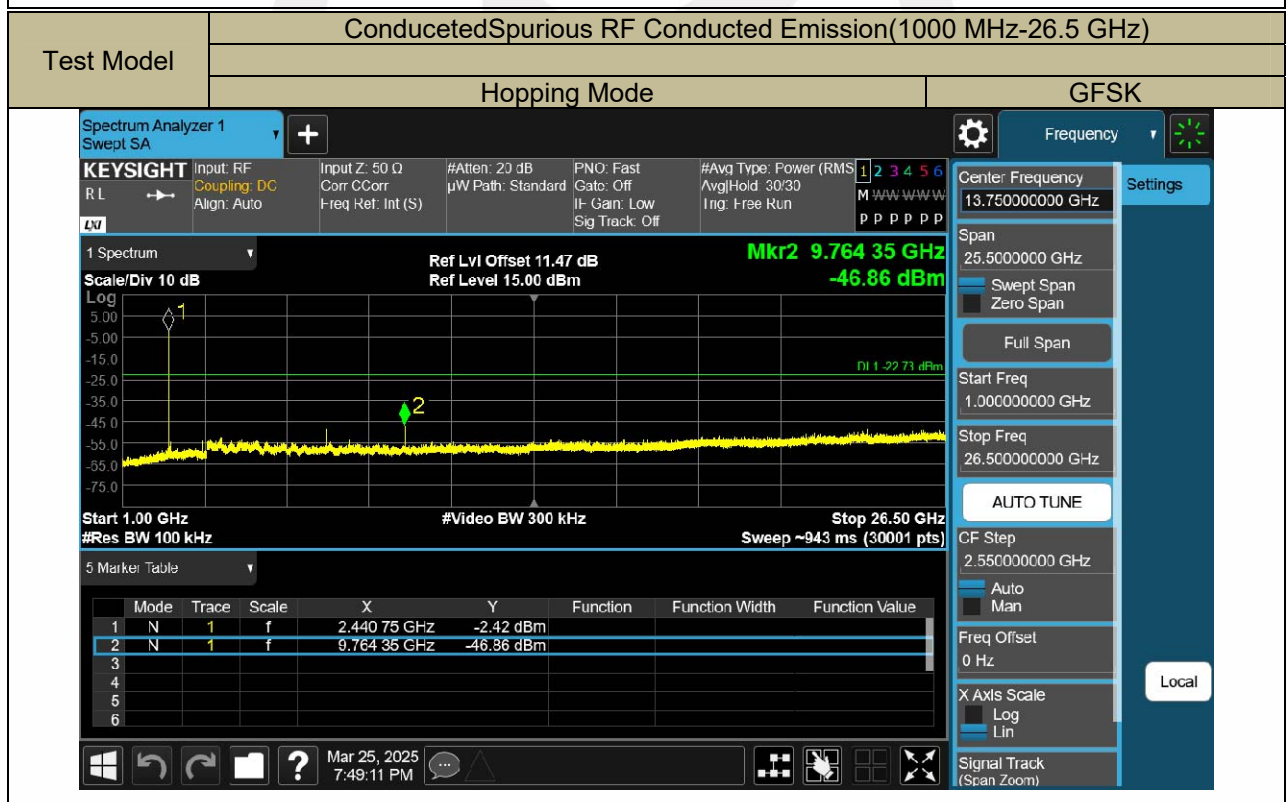 ConducetedSpurious RF Conducted Emission(1000 MHz-26.5 GHz)
Test Model
Hopping Mode GFSK
Spectrum Analyzer 1
Swept SA
+
Frequency
KEYSIGHT Input: RF Input Z: 50 Ω #Atten: 20 dB PNO: Fast #Avg Type: Power (RMS 1 2 3 4 5 6
R L Coupling: DC Corr CCorr µW Path: Standard Gate: Off Avg|Hold: 30/30 M W W W W W
Align: Auto Freq Ref: Int (S) IF Gain: Low Trig: Free Run
LXI Sig Track: Off P P P P P P
1 Spectrum
Ref Lvl Offset 11.47 dB Mkr2 9.764 35 GHz
Scale/Div 10 dB Ref Level 15.00 dBm -46.86 dBm
Log
1
5.00
-5.00
-15.0
DL1 -22.73 dBm
-25.0
-35.0
2
-45.0
-55.0
-65.0
-75.0
Start 1.00 GHz #Video BW 300 kHz Stop 26.50 GHz
#Res BW 100 kHz Sweep ~943 ms (30001 pts)
5 Marker Table
Mode Trace Scale X Y Function Function Width Function Value
1 N 1 f 2.440 75 GHz -2.42 dBm
2 N 1 f 9.764 35 GHz -46.86 dBm
3
4
5
6
?
Mar 25, 2025
7:49:11 PM
Center Frequency
13.750000000 GHz
Settings
Span
25.5000000 GHz
Swept Span
Zero Span
Full Span
Start Freq
1.000000000 GHz
Stop Freq
26.500000000 GHz
AUTO TUNE
CF Step
2.550000000 GHz
Auto
Man
Freq Offset
0 Hz
Local
X Axis Scale
Log
Lin
Signal Track
(Span Zoom)